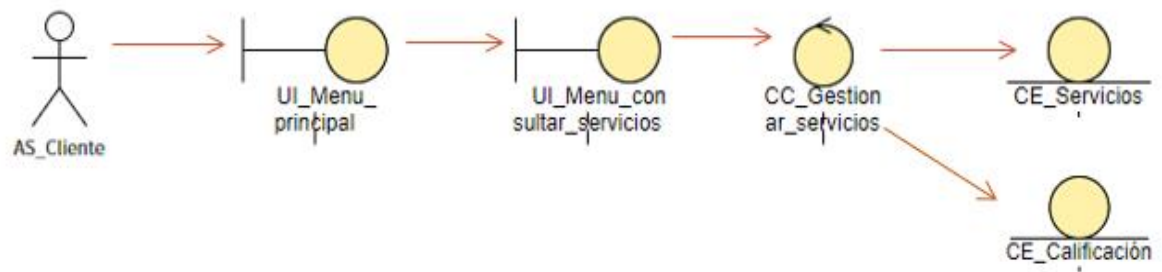 AS_Cliente
UI_Menu_
principal
UI_Menu_con
sultar_servicios
CC_Gestion
ar_servicios
CE_Servicios
CE_Calificación